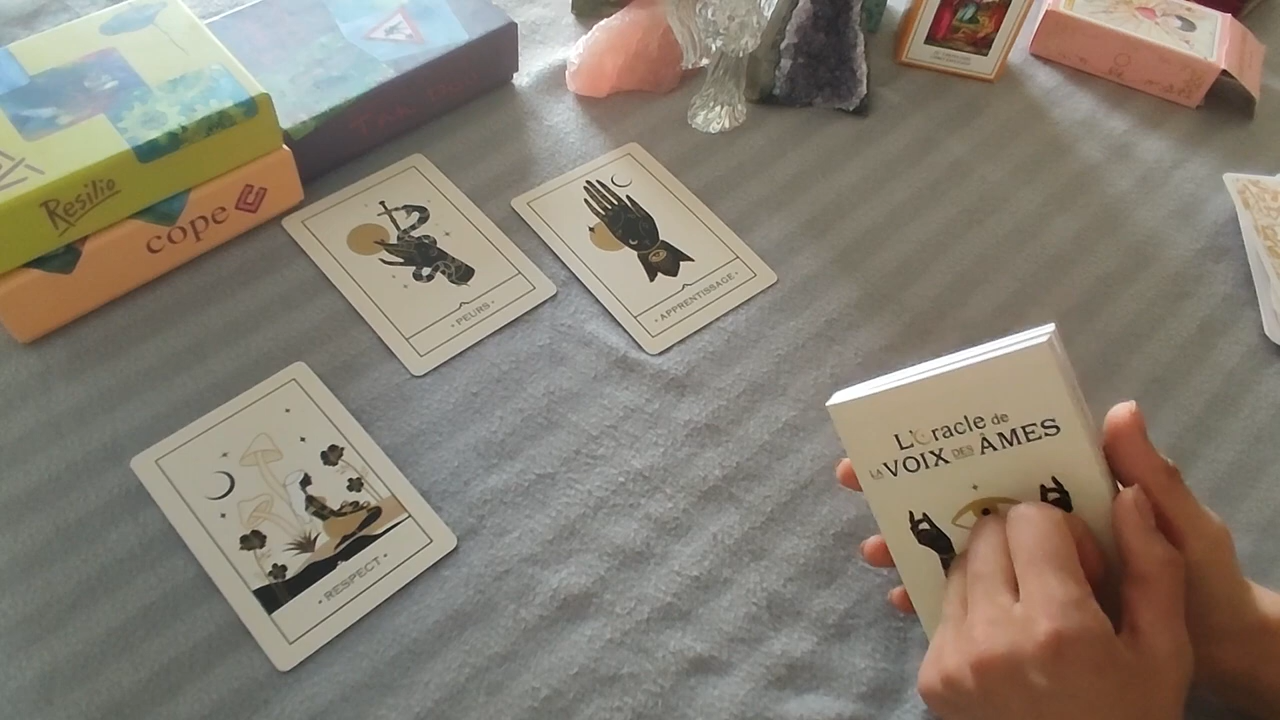 Resilio
cope
PEURS
APPRENTISSAGE
RESPECT
L'Oracle de
LA VOIX DES ÂMES